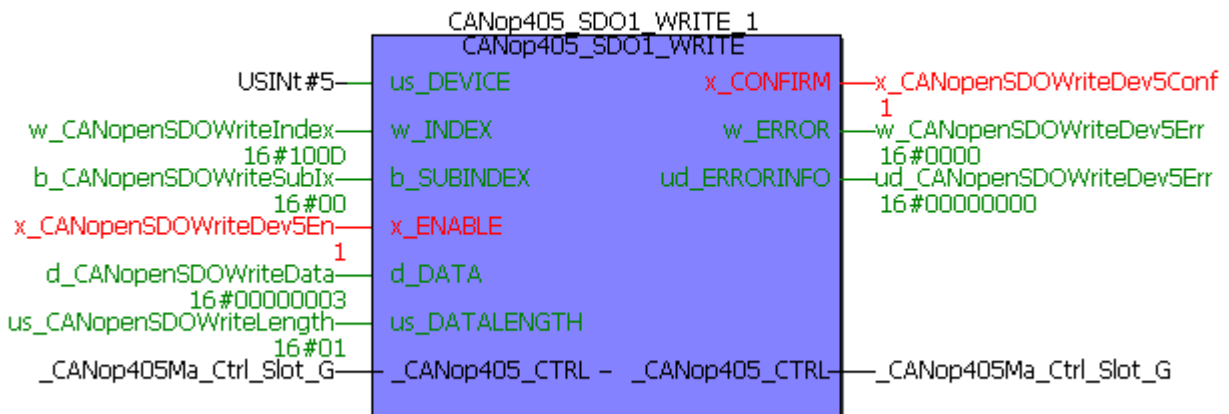 CANop405_SDO1_WRITE_1
CANop405_SDO1_WRITE
USINt#5 us_DEVICE x_CONFIRM x_CANopenSDOWriteDev5Conf
1
w_CANopenSDOWriteIndex w_INDEX w_ERROR w_CANopenSDOWriteDev5Err
16#100D 16#0000
b_CANopenSDOWriteSubIx b_SUBINDEX ud_ERRORINFO ud_CANopenSDOWriteDev5Err
16#00 16#00000000
x_CANopenSDOWriteDev5En x_ENABLE
1
d_CANopenSDOWriteData d_DATA
16#00000003
us_CANopenSDOWriteLength us_DATALENGTH
16#01
_CANop405Ma_Ctrl_Slot_G _CANop405_CTRL – _CANop405_CTRL _CANop405Ma_Ctrl_Slot_G